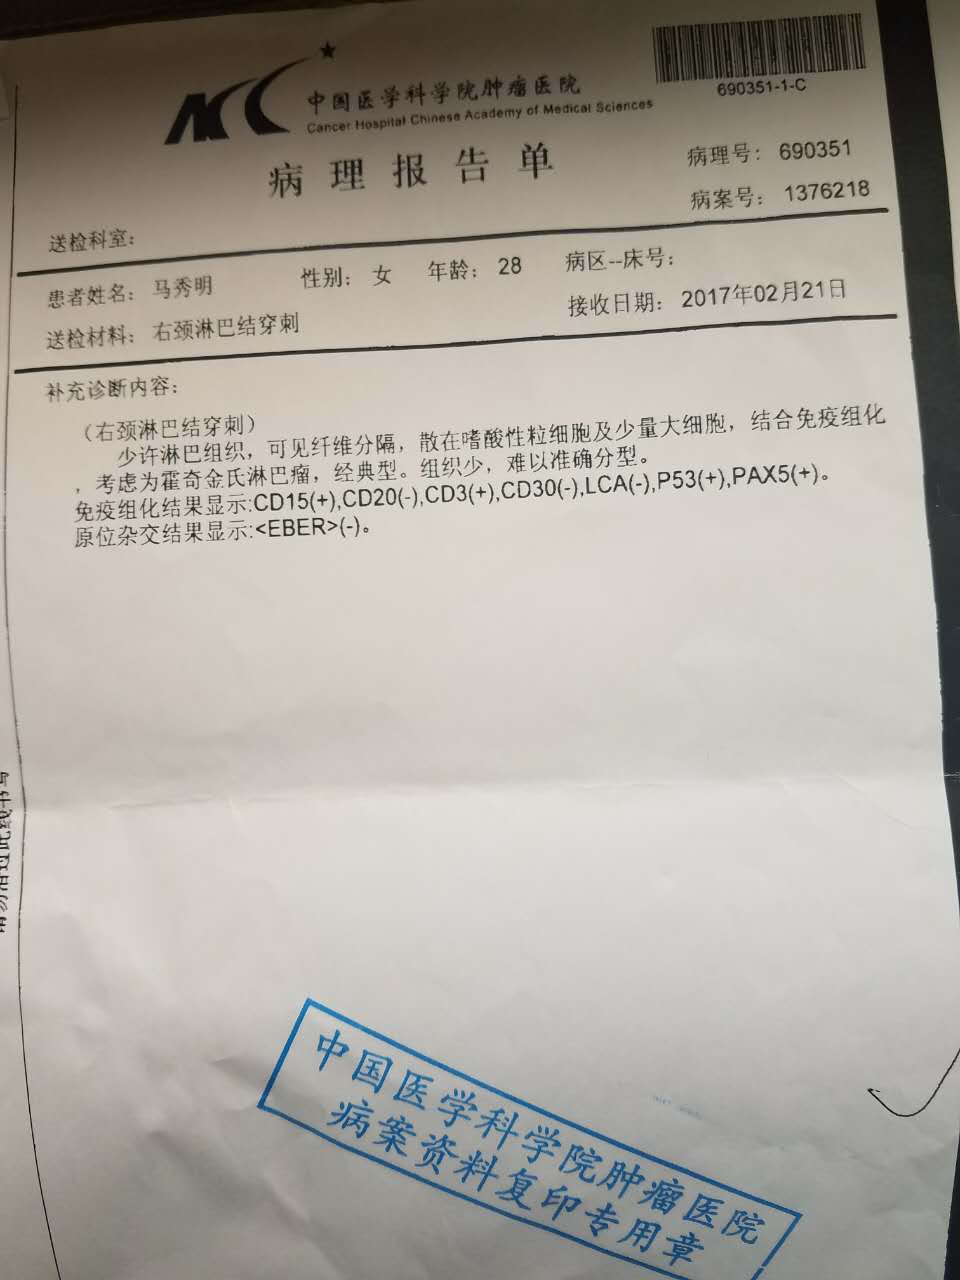 690351-1-C
中国医学科学院肿瘤医院
Cancer Hospital Chinese Academy of Medical Sciences
病理报告单
病理号： 690351
病案号： 1376218
送检科室：
患者姓名： 马秀明 性别： 女 年龄： 28 病区--床号：
送检材料： 右颈淋巴结穿刺 接收日期： 2017年02月21日
补充诊断内容：
（右颈淋巴结穿刺）
少许淋巴组织，可见纤维分隔，散在嗜酸性粒细胞及少量大细胞，结合免疫组化
，考虑为霍奇金氏淋巴瘤，经典型。组织少，难以准确分型。
免疫组化结果显示:CD15(+),CD20(-),CD3(+),CD30(-),LCA(-),P53(+),PAX5(+)。
原位杂交结果显示:<EBER>(-)。
中国医学科学院肿瘤医院
病案资料复印专用章